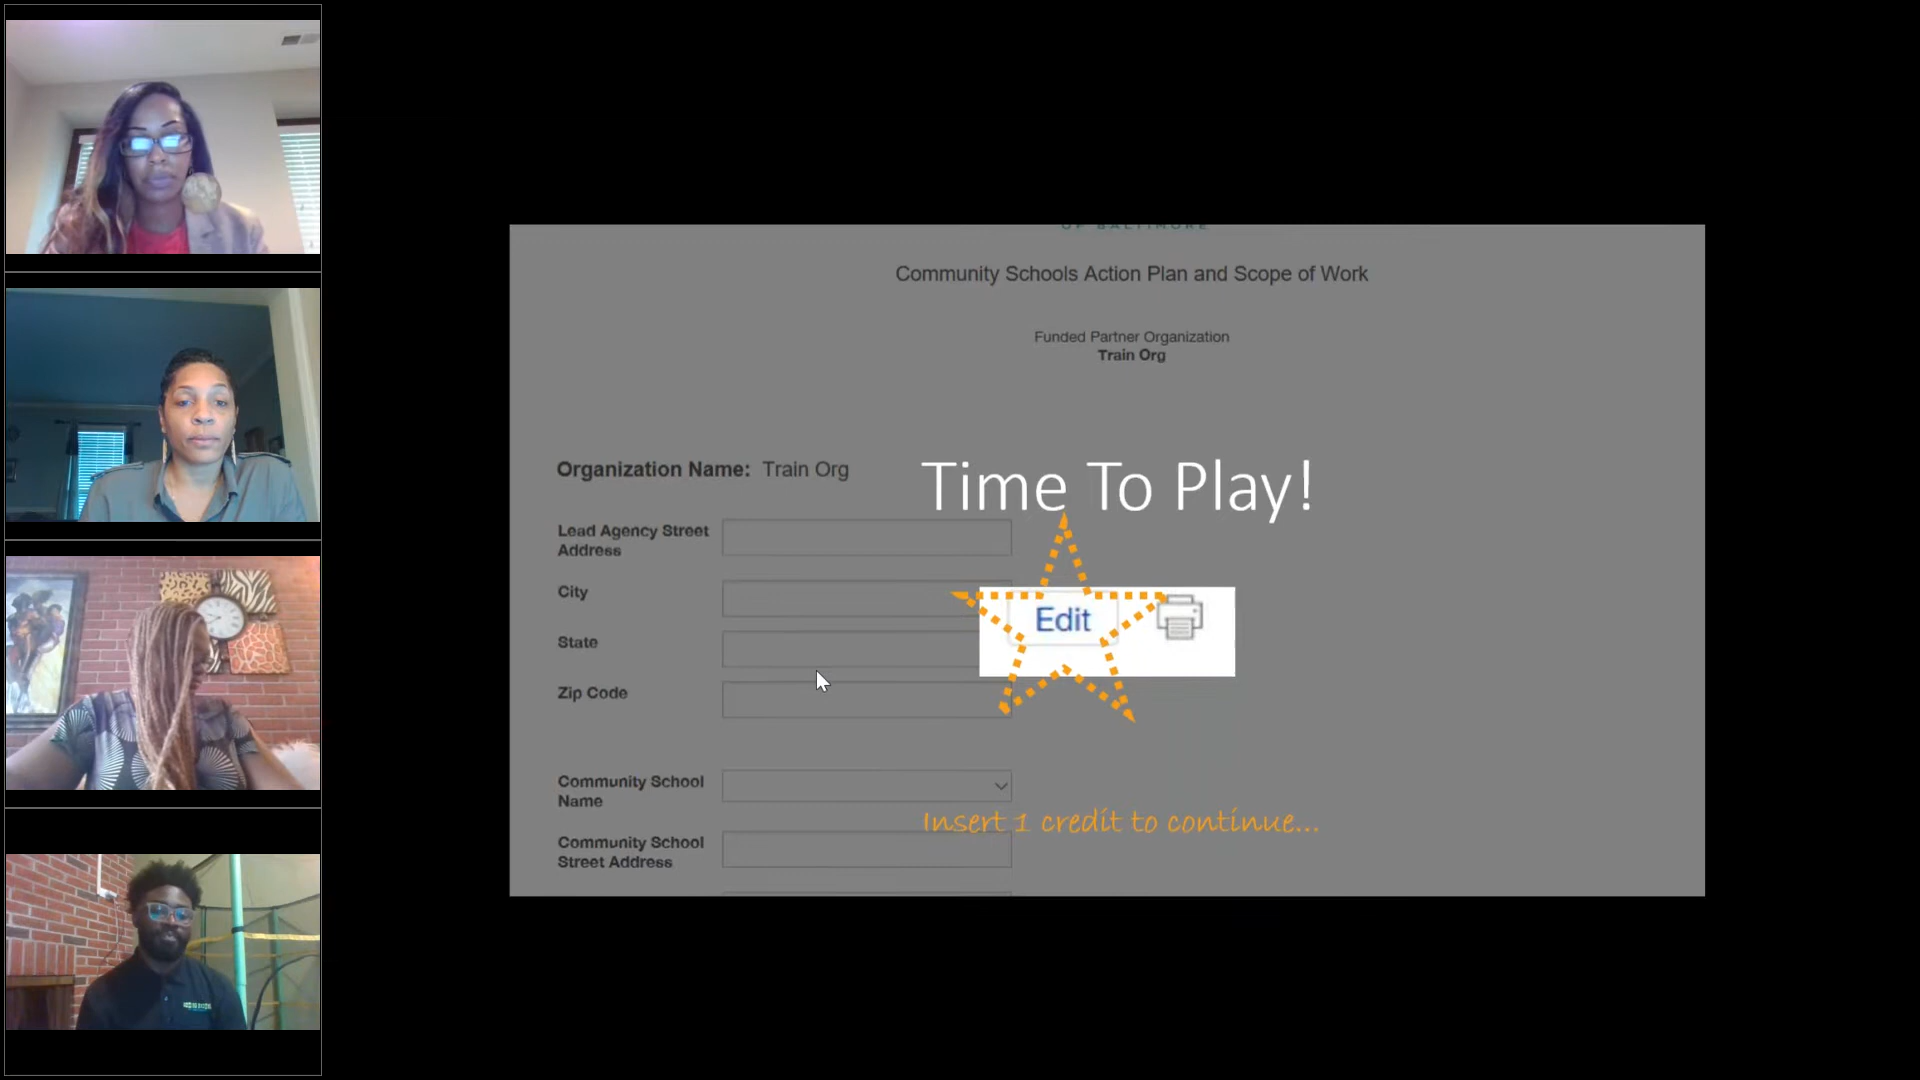 OF BALTIMORE
Community Schools Action Plan and Scope of Work
Funded Partner Organization
Train Org
Organization Name: Train Org
Time To Play!
Lead Agency Street
Address
City
Edit
State
Zip Code
Community School
Name
Insert 1 credit to continue...
Community School
Street Address